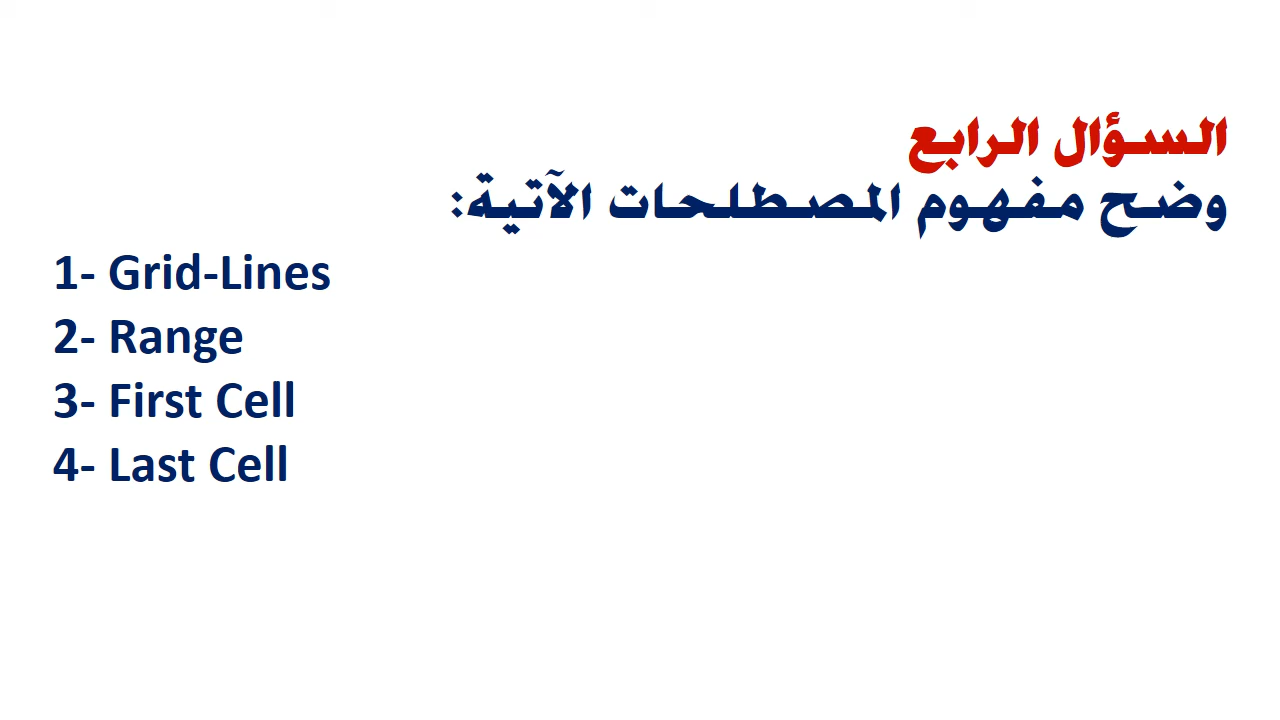 السؤال الرابع
وضح مفهوم المصطلحات الآتية:
1- Grid-Lines
2- Range
3- First Cell
4- Last Cell